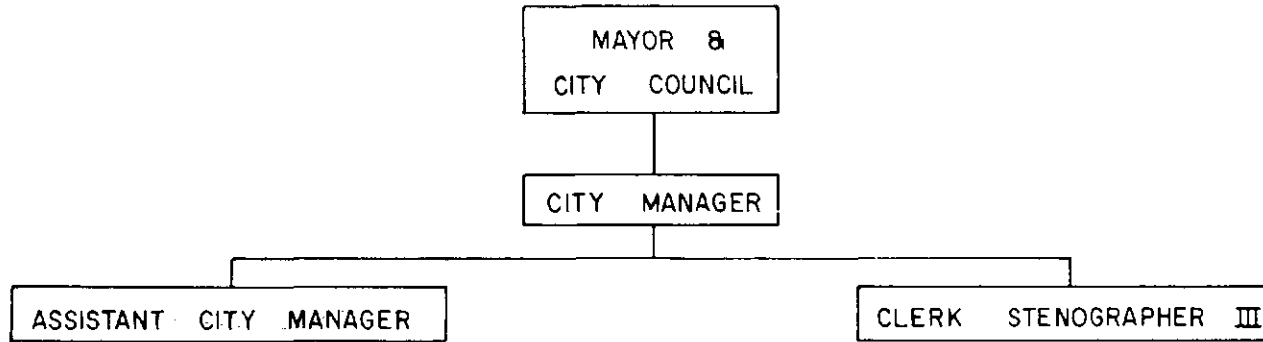 MAYOR &
CITY COUNCIL
CITY MANAGER
ASSISTANT CITY MANAGER
CLERK STENOGRAPHER III